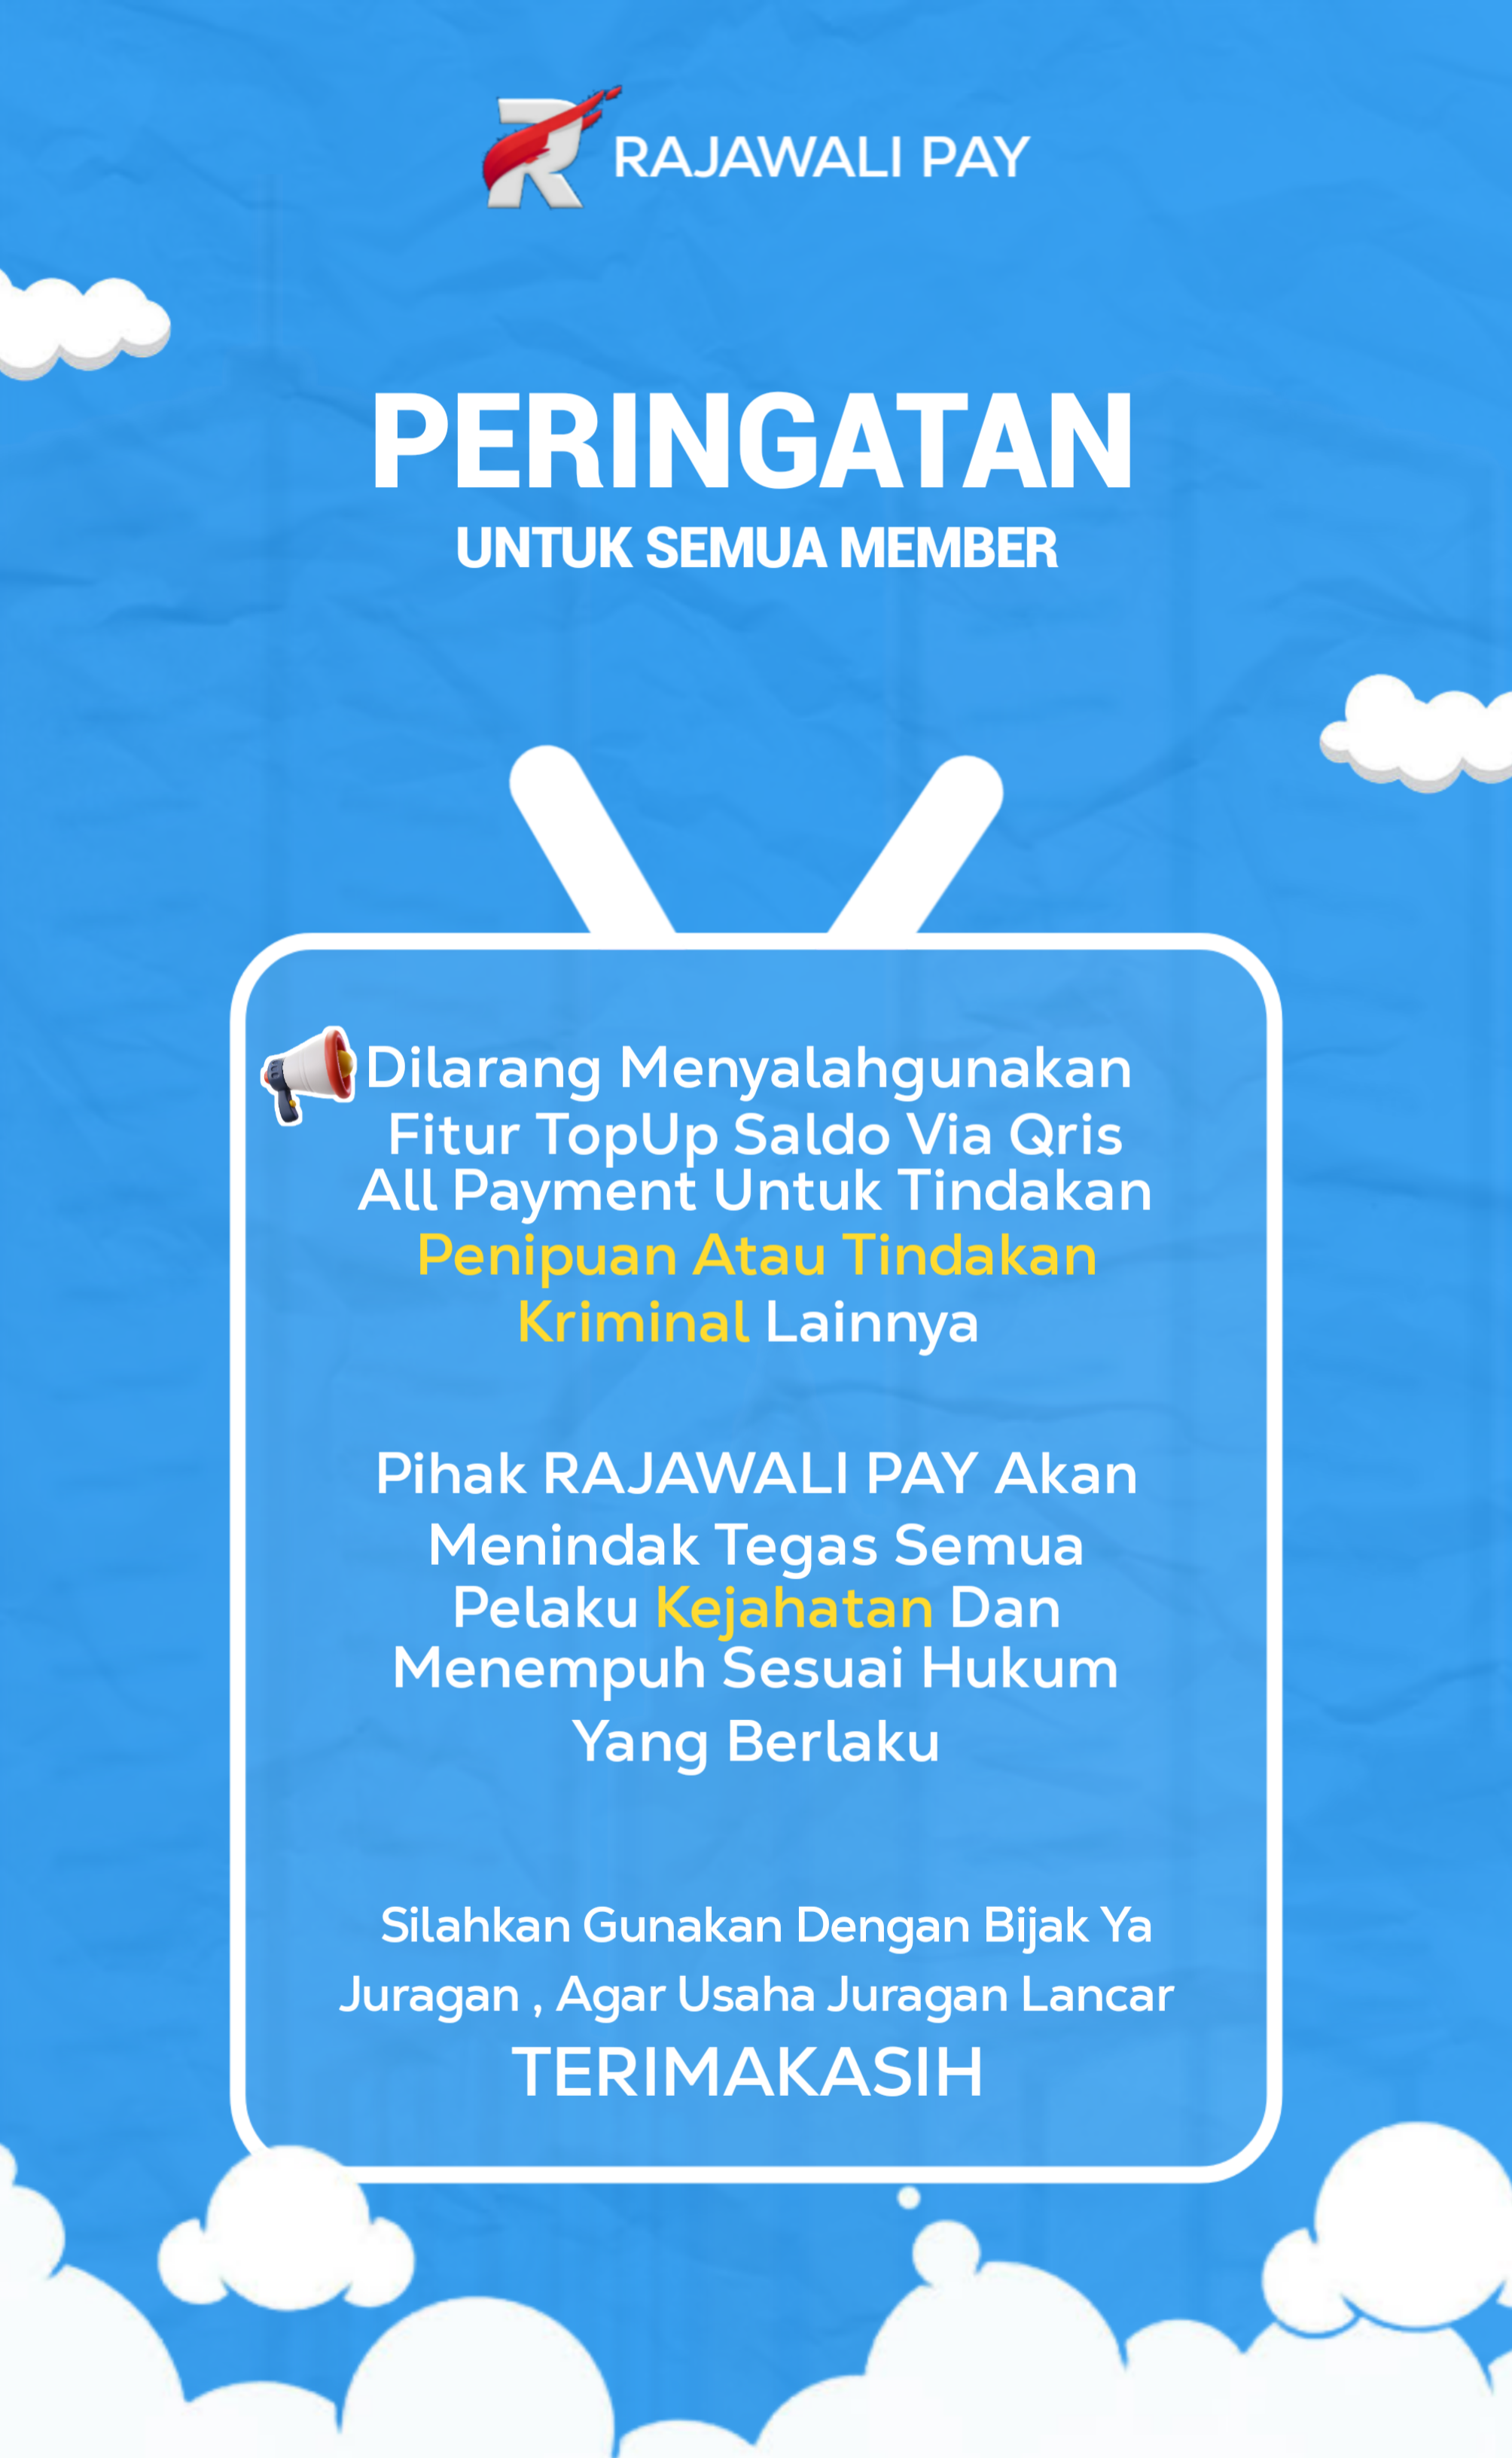 RAJAWALI PAY
PERINGATAN
UNTUK SEMUA MEMBER
Dilarang Menyalahgunakan
Fitur TopUp Saldo Via Qris
All Payment Untuk Tindakan
Penipuan Atau Tindakan
Kriminal Lainnya
Pihak RAJAWALI PAY Akan
Menindak Tegas Semua
Pelaku Kejahatan Dan
Menempuh Sesuai Hukum
Yang Berlaku
Silahkan Gunakan Dengan Bijak Ya
Juragan , Agar Usaha Juragan Lancar
TERIMAKASIH